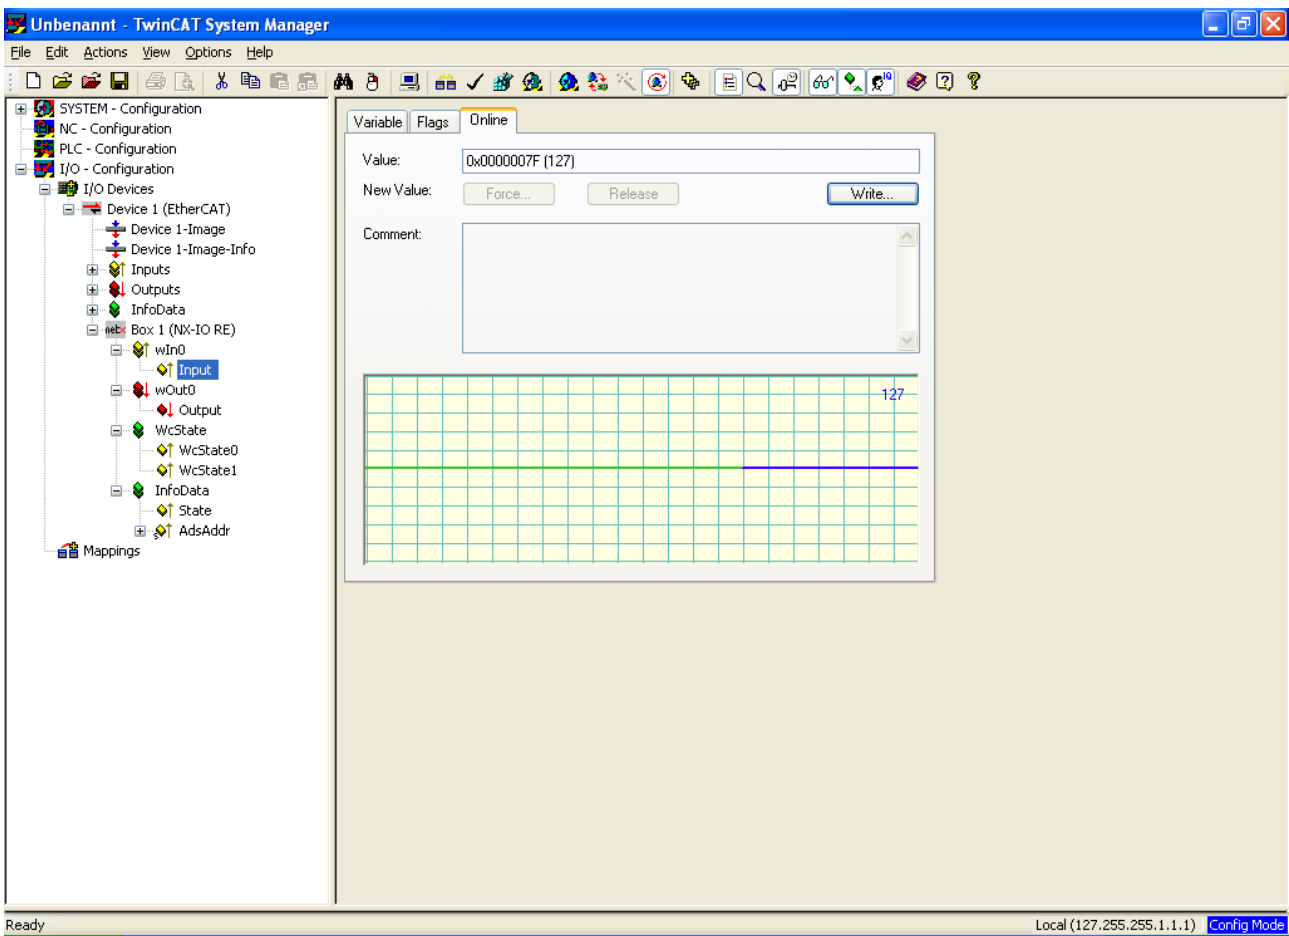 Unbenannt - TwinCAT System Manager
File Edit Actions View Options Help
SYSTEM - Configuration
NC - Configuration
PLC - Configuration
I/O - Configuration
I/O Devices
Device 1 (EtherCAT)
Device 1-Image
Device 1-Image-Info
Inputs
Outputs
InfoData
netx Box 1 (NX-IO RE)
wIn0
Input
wOut0
Output
WcState
WcState0
WcState1
InfoData
State
AdsAddr
Mappings
Variable Flags Online
Value: 0x0000007F (127)
New Value: Force... Release Write...
Comment:
127
Ready Local (127.255.255.1.1.1) Config Mode